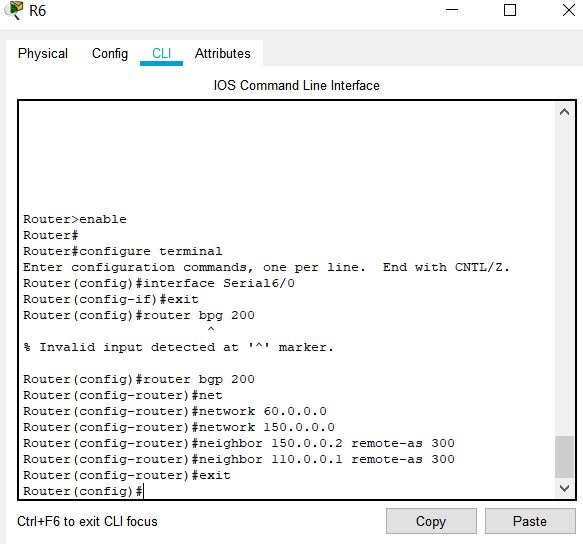 R6
Physical Config CLI Attributes
IOS Command Line Interface
Router>enable
Router#
Router#configure terminal
Enter configuration commands, one per line.  End with CNTL/Z.
Router(config)#interface Serial6/0
Router(config-if)#exit
Router(config)#router bpg 200
^
% Invalid input detected at '^' marker.
Router(config)#router bgp 200
Router(config-router)#net
Router(config-router)#network 60.0.0.0
Router(config-router)#network 150.0.0.0
Router(config-router)#neighbor 150.0.0.2 remote-as 300
Router(config-router)#neighbor 110.0.0.1 remote-as 300
Router(config-router)#exit
Router(config)#
Ctrl+F6 to exit CLI focus
Copy Paste